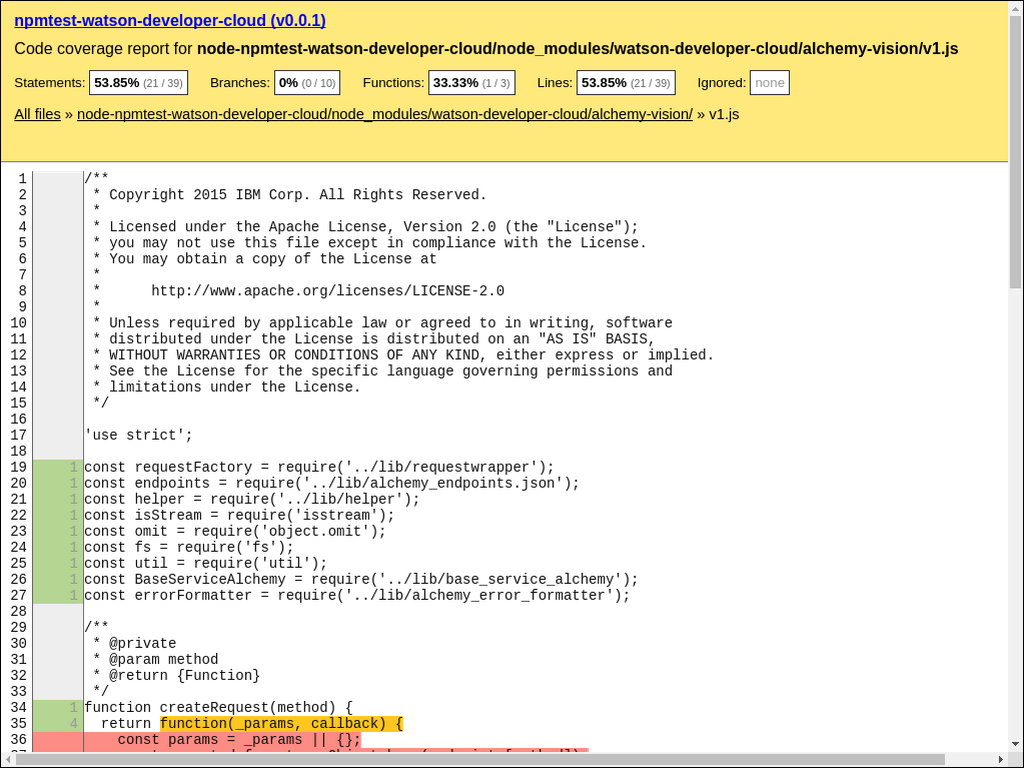 npmtest-watson-developer-cloud (v0.0.1)
Code coverage report for node-npmtest-watson-developer-cloud/node_modules/watson-developer-cloud/alchemy-vision/v1.js
Statements: 53.85% (21 / 39) Branches: 0% (0 / 10) Functions: 33.33% (1 / 3) Lines: 53.85% (21 / 39) Ignored: none
All files » node-npmtest-watson-developer-cloud/node_modules/watson-developer-cloud/alchemy-vision/ » v1.js
1 /**
2  * Copyright 2015 IBM Corp. All Rights Reserved.
3  *
4  * Licensed under the Apache License, Version 2.0 (the "License");
5  * you may not use this file except in compliance with the License.
6  * You may obtain a copy of the License at
7  *
8  *      http://www.apache.org/licenses/LICENSE-2.0
9  *
10  * Unless required by applicable law or agreed to in writing, software
11  * distributed under the License is distributed on an "AS IS" BASIS,
12  * WITHOUT WARRANTIES OR CONDITIONS OF ANY KIND, either express or implied.
13  * See the License for the specific language governing permissions and
14  * limitations under the License.
15  */
16
17 'use strict';
18
19 1 const requestFactory = require('../lib/requestwrapper');
20 1 const endpoints = require('../lib/alchemy_endpoints.json');
21 1 const helper = require('../lib/helper');
22 1 const isStream = require('isstream');
23 1 const omit = require('object.omit');
24 1 const fs = require('fs');
25 1 const util = require('util');
26 1 const BaseServiceAlchemy = require('../lib/base_service_alchemy');
27 1 const errorFormatter = require('../lib/alchemy_error_formatter');
28
29 /**
30  * @private
31  * @param method
32  * @return {Function}
33  */
34 1 function createRequest(method) {
35 4   return function(_params, callback) {
36     const params = _params || {};